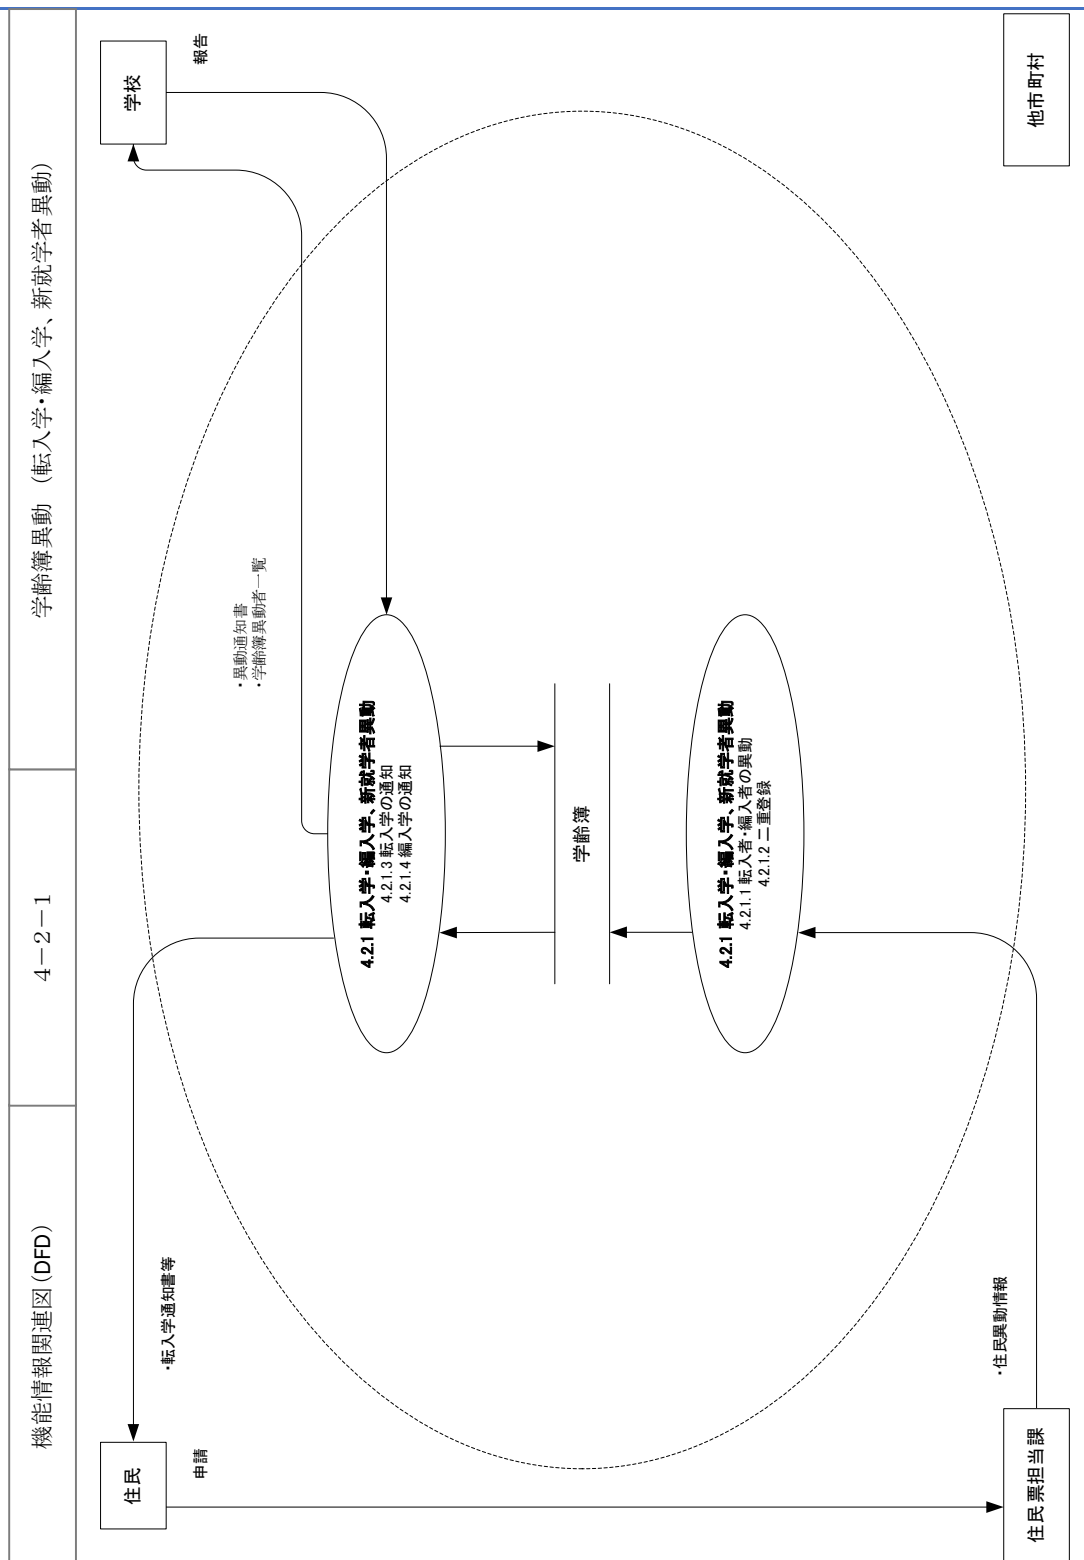 機能情報関連図(DFD)
4-2-1
学齢簿異動 (転入学・編入学、新就学者異動)
住民
申請
・転入学通知書等
学校
報告
・異動通知書
・学齢簿異動者一覧
4.2.1 転入学・編入学、新就学者異動
4.2.1.3 転入学の通知
4.2.1.4 編入学の通知
学齢簿
4.2.1 転入学・編入学、新就学者異動
4.2.1.1 転入者・編入者の異動
4.2.1.2 二重登録
・住民異動情報
住民票担当課
他市町村